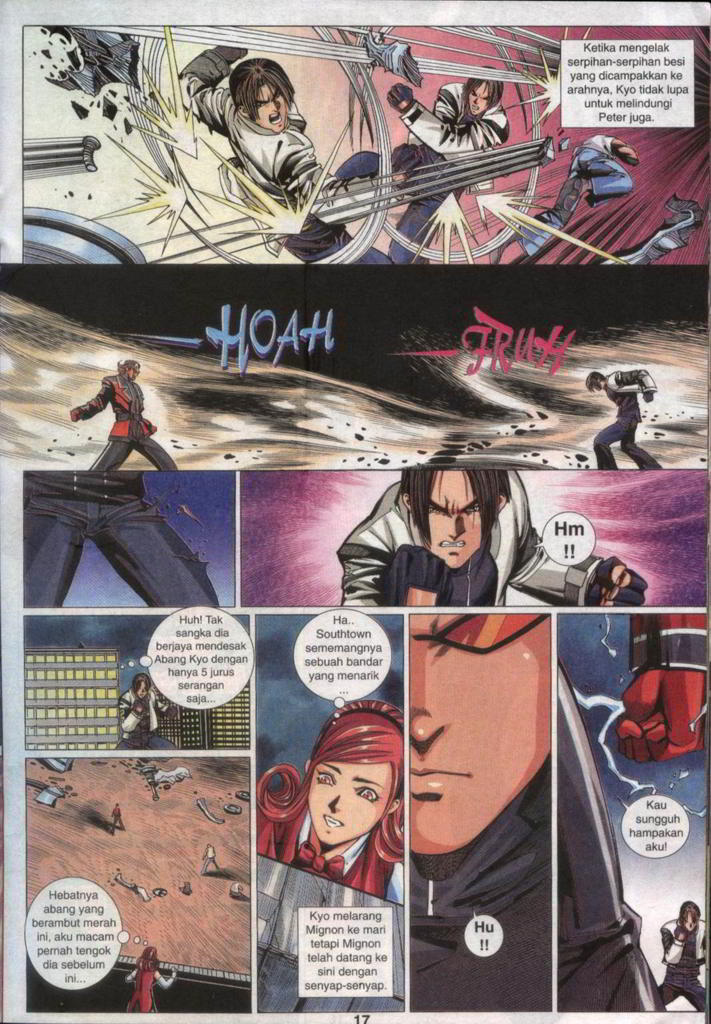 Ketika mengelak
serpihan-serpihan besi
yang dicampakkan ke
arahnya, Kyo tidak lupa
untuk melindungi
Peter juga.
HOAH
FRUH
Hm
!!
Huh! Tak
sangka dia
berjaya mendesak
Abang Kyo dengan
hanya 5 jurus
serangan
saja...
Hebatnya
abang yang
berambut merah
ini, aku macam
pernah tengok
dia sebelum
ini...
Ha..
Southtown
sememangnya
sebuah bandar
yang menarik
...
Kyo melarang
Mignon ke mari
tetapi Mignon
telah datang ke
sini dengan
senyap-senyap.
Hu
!!
Kau
sungguh
hampakan
aku!
17